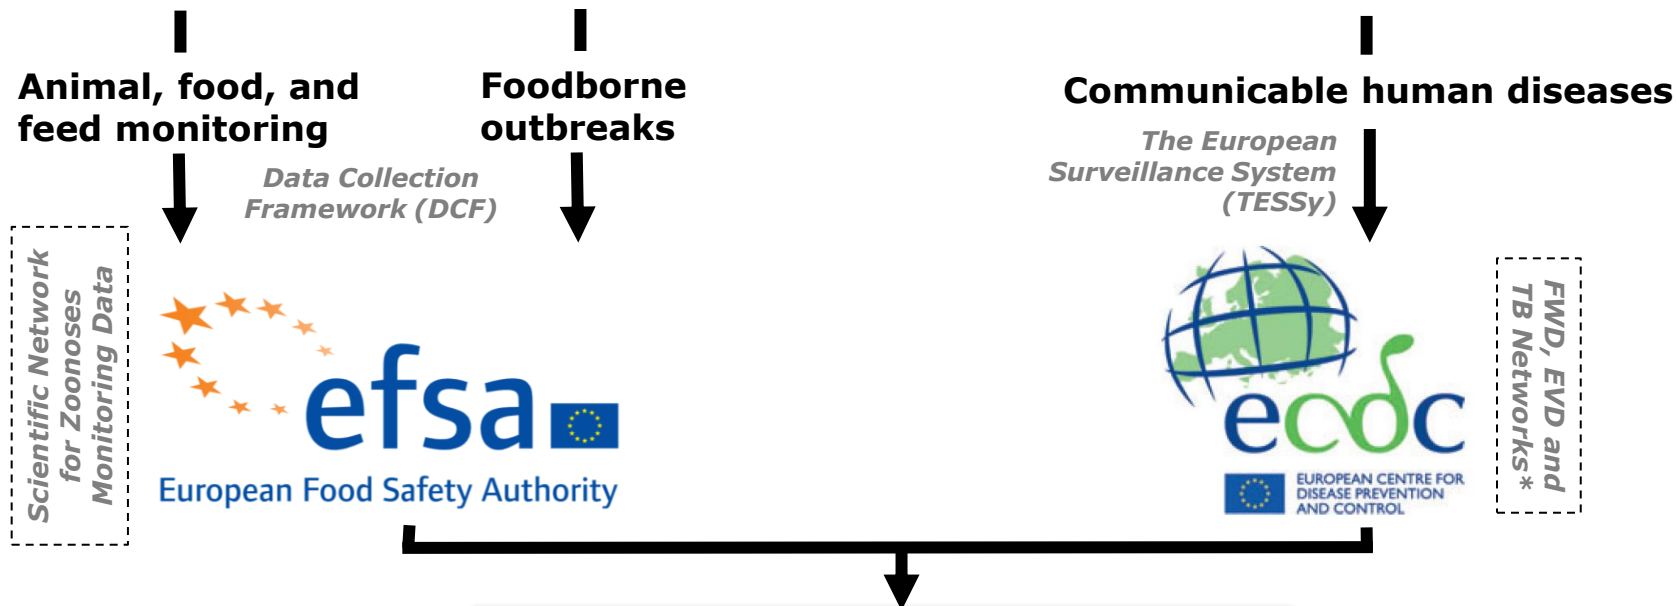 Animal, food, and
feed monitoring
Foodborne
outbreaks
Communicable human diseases
Data Collection
Framework (DCF)
The European
Surveillance System
(TESSy)
Scientific Network
for Zoonoses
Monitoring Data
efsa
European Food Safety Authority
ecdc
EUROPEAN CENTRE FOR
DISEASE PREVENTION
AND CONTROL
FWD, EVD and
TB Networks*